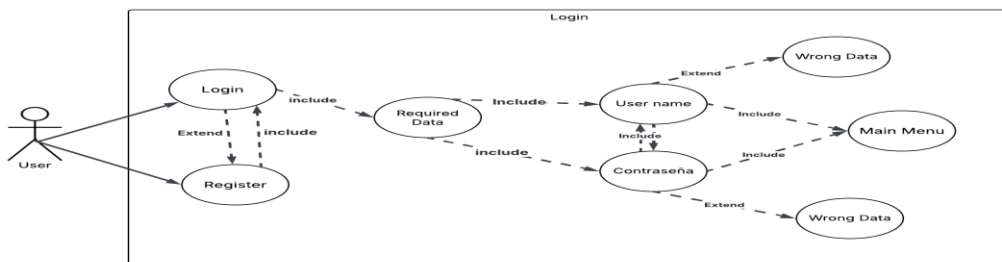 Login
Wrong Data
Extend
Login
include
Required
Data
Include
User name
Include
Main Menu
User
Extend
include
Include
Include
Register
include
Contraseña
Extend
Wrong Data